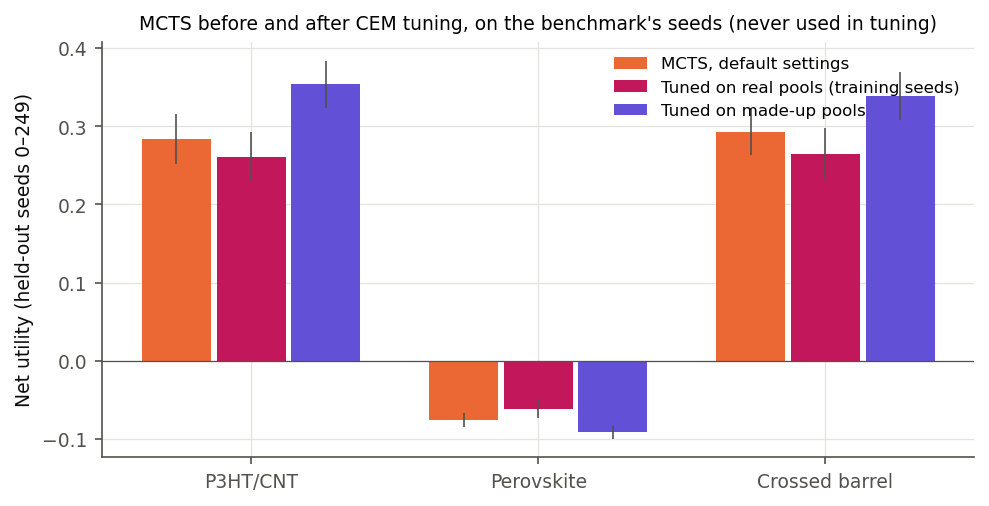 MCTS before and after CEM tuning, on the benchmark's seeds (never used in tuning)
Net utility (held-out seeds 0–249)
0.4
0.3
0.2
0.1
0.0
−0.1
MCTS, default settings
Tuned on real pools (training seeds)
Tuned on made-up pools
P3HT/CNT
Perovskite
Crossed barrel